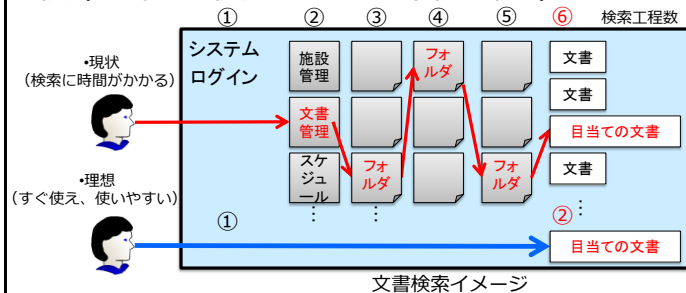 ① ② ③ ④ ⑤ ⑥ 検索工程数
•現状
（検索に時間がかかる）
システム
ログイン
施設
管理
フォ
ルダ
文書
文書
文書
管理
目当ての文書
スケ
ジュ
ール
フォ
ルダ
フォ
ルダ
文書
•理想
（すぐ使え、使いやすい）
⋮
⋮
⋮
① ②
目当ての文書
文書検索イメージ